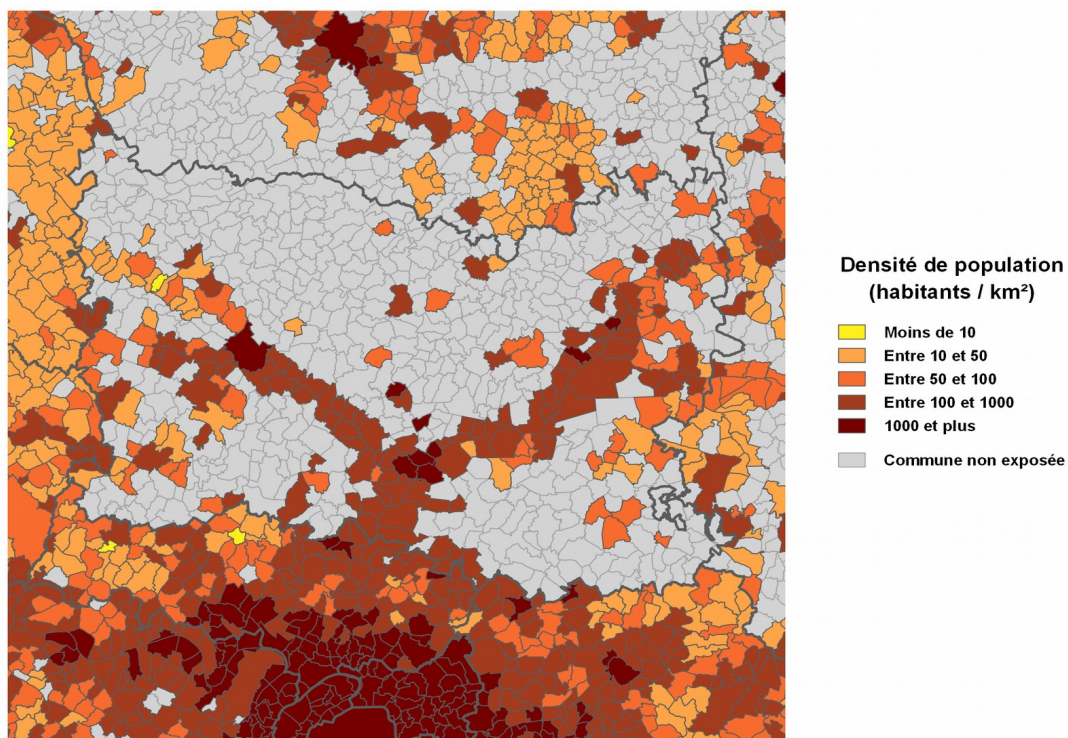 Densité de population
(habitants / km²)
Moins de 10
Entre 10 et 50
Entre 50 et 100
Entre 100 et 1000
1000 et plus
Commune non exposée